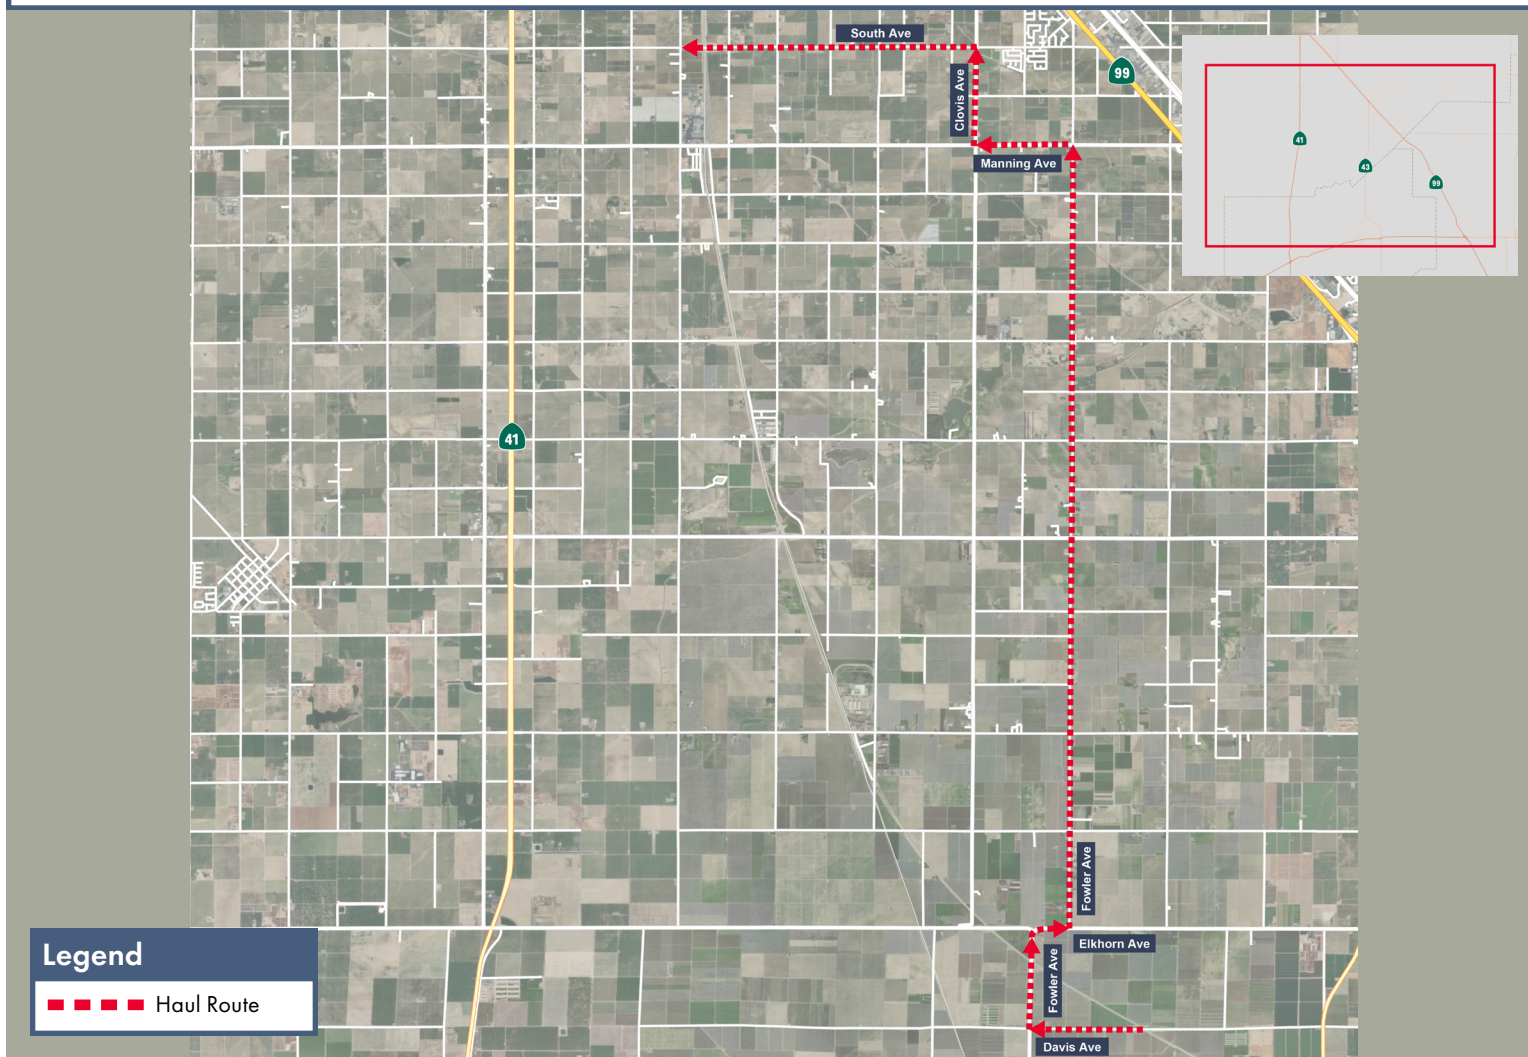 South Ave
99
Clovis Ave
Manning Ave
41
43
99
41
Fowler Ave
Elkhorn Ave
Fowler Ave
Davis Ave
Legend
Haul Route